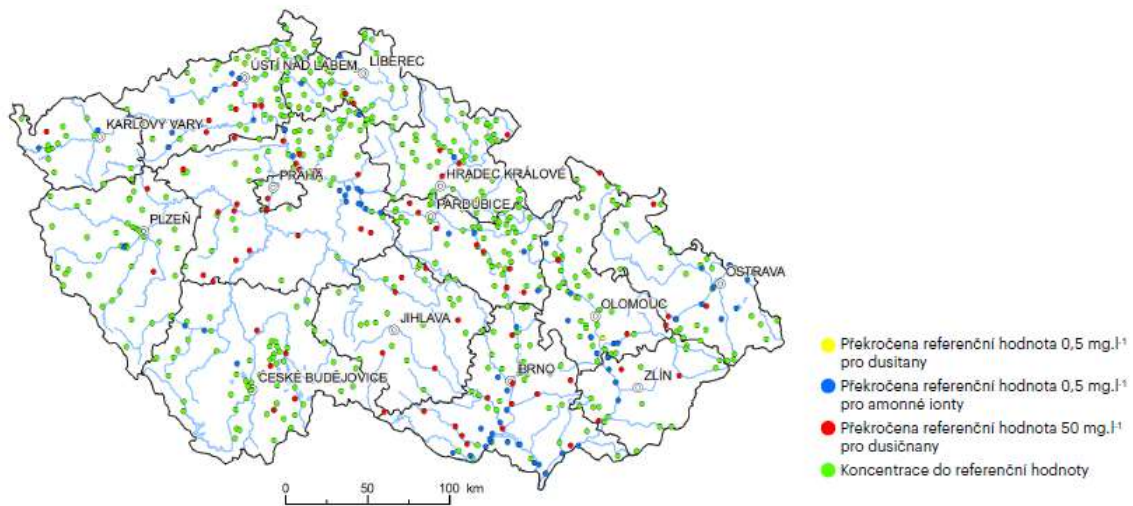 ÚSTÍ NAD LABEM
LIBEREC
KARLOVY VARY
PRAHA
HRADEC KRÁLOVÉ
PARDUBICE
PLZEŇ
OSTRAVA
OLOMOUC
JIHLAVA
ČESKÉ BUDĚJOVICE
BRNO
ZLÍN
Překročena referenční hodnota 0,5 mg.l-1
pro dusitany
Překročena referenční hodnota 0,5 mg.l-1
pro amonné ionty
Překročena referenční hodnota 50 mg.l-1
pro dusičnany
Koncentrace do referenční hodnoty
0 50 100 km